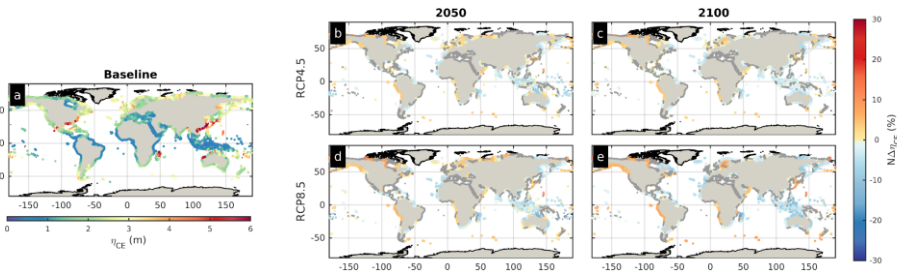 2050 2100
b c
50
0
-50
RCP4.5
Baseline
a
d e
50
0
-50
RCP8.5
-150 -100 -50 0 50 100 150
0 1 2 3 4 5 6
η_CE (m)
-150 -100 -50 0 50 100 150 -150 -100 -50 0 50 100 150
30
20
10
0
-10
-20
-30
NΔη_CE (%)